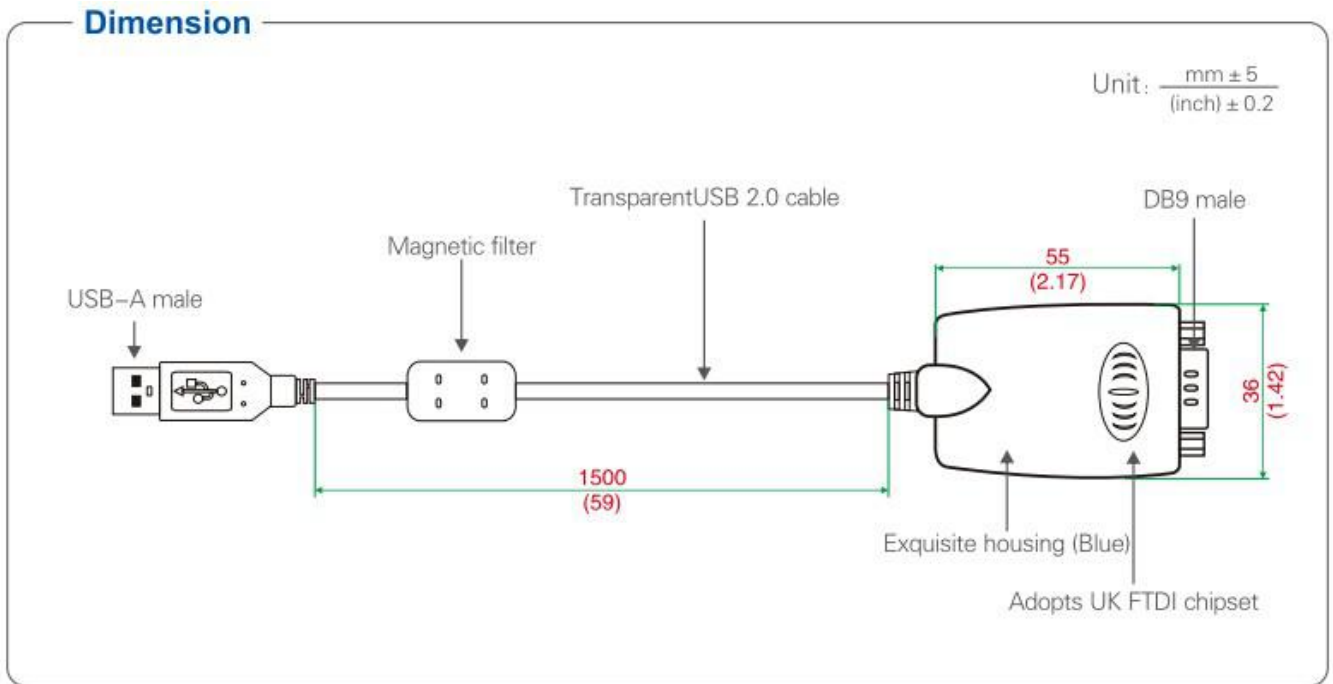 Dimension
Unit: mm ± 5
(inch) ± 0.2
TransparentUSB 2.0 cable
DB9 male
Magnetic filter
55
(2.17)
USB–A male
36
(1.42)
1500
(59)
Exquisite housing (Blue)
Adopts UK FTDI chipset